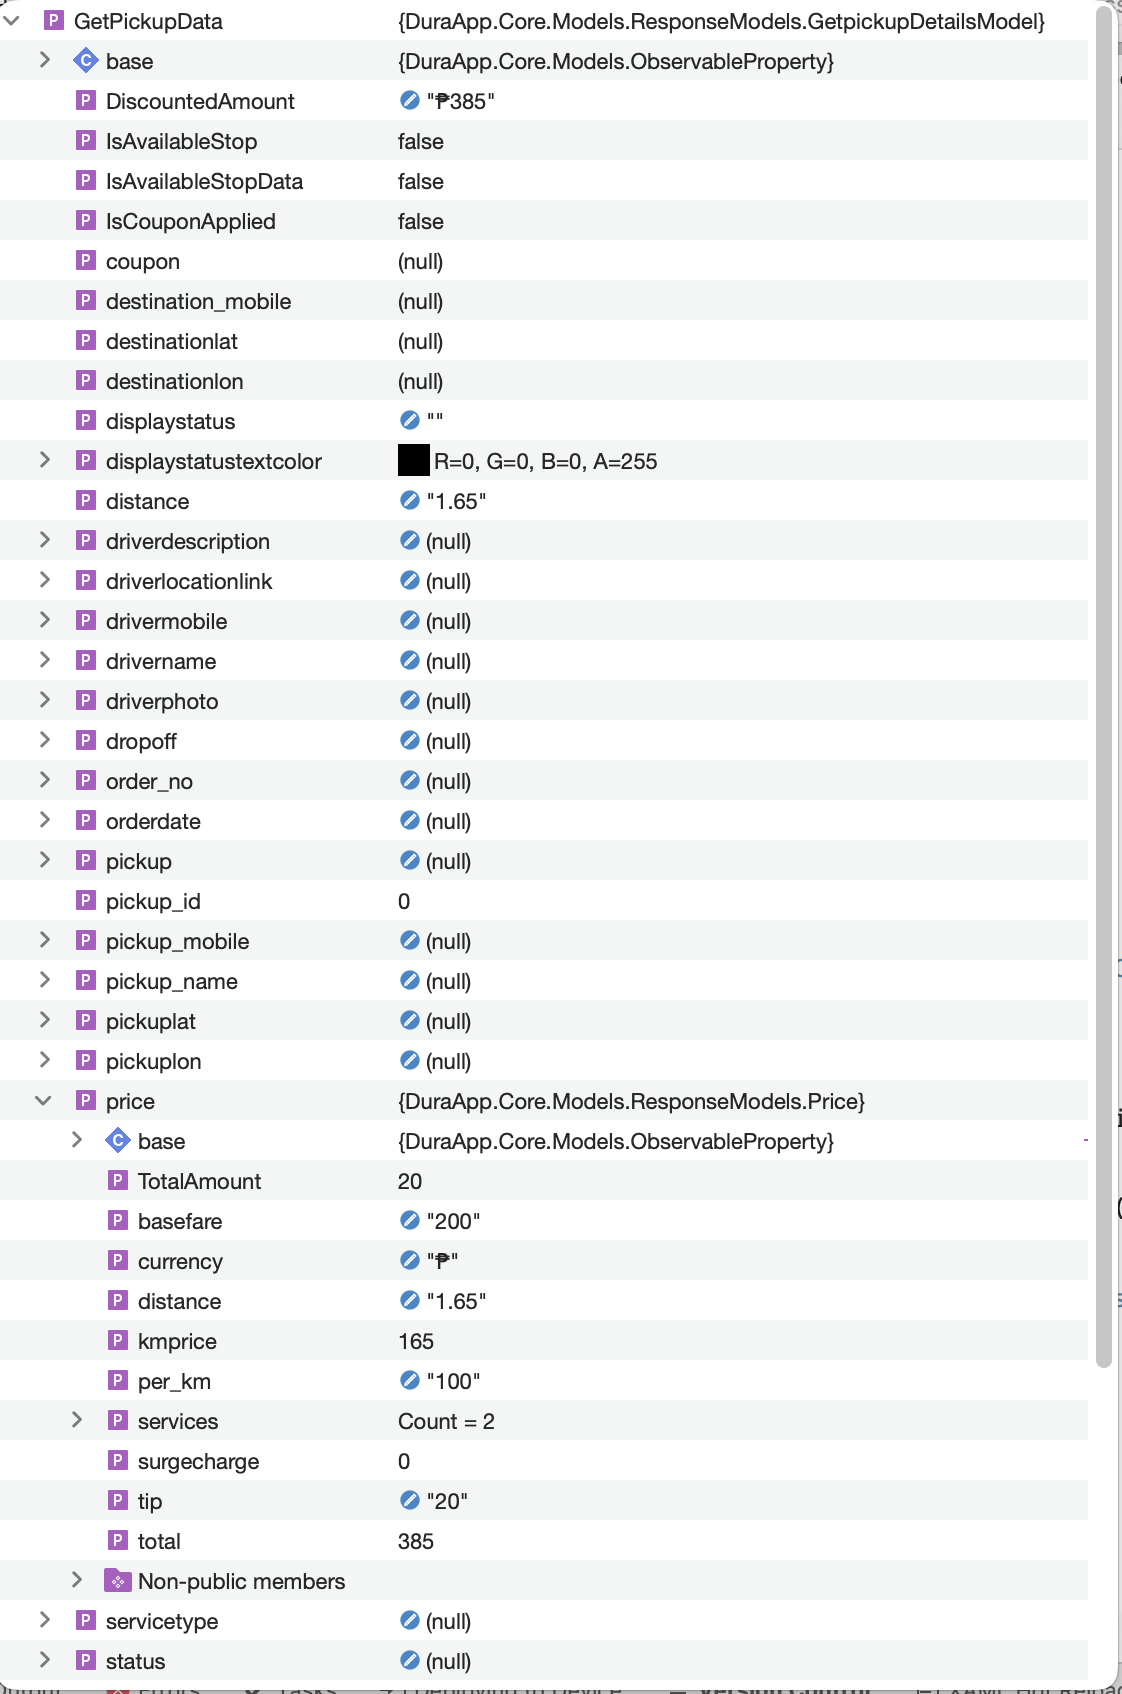 GetPickupData {DuraApp.Core.Models.ResponseModels.GetpickupDetailsModel}
base {DuraApp.Core.Models.ObservableProperty}
DiscountedAmount "₱385"
IsAvailableStop false
IsAvailableStopData false
IsCouponApplied false
coupon (null)
destination_mobile (null)
destinationlat (null)
destinationlon (null)
displaystatus ""
displaystatustextcolor R=0, G=0, B=0, A=255
distance "1.65"
driverdescription (null)
driverlocationlink (null)
drivermobile (null)
drivername (null)
driverphoto (null)
dropoff (null)
order_no (null)
orderdate (null)
pickup (null)
pickup_id 0
pickup_mobile (null)
pickup_name (null)
pickuplat (null)
pickuplon (null)
price {DuraApp.Core.Models.ResponseModels.Price}
base {DuraApp.Core.Models.ObservableProperty}
TotalAmount 20
basefare "200"
currency "₱"
distance "1.65"
kmprice 165
per_km "100"
services Count = 2
surgecharge 0
tip "20"
total 385
Non-public members
servicetype (null)
status (null)